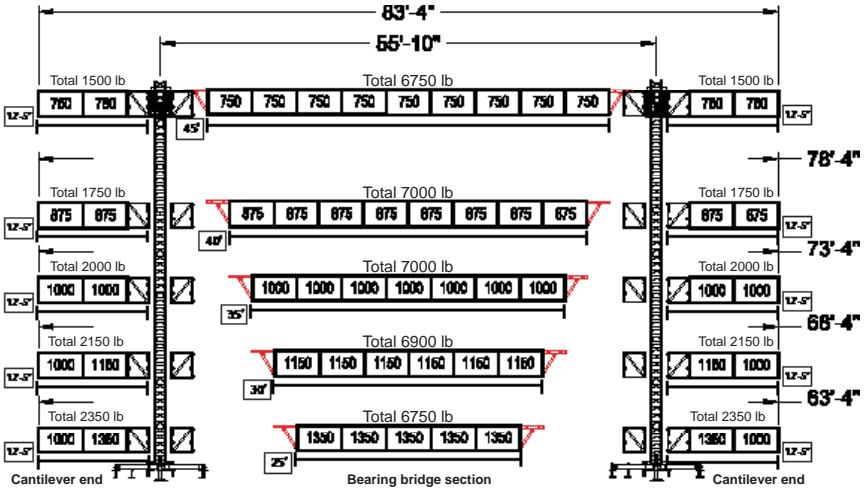 83'-4"
55'-10"
Total 1500 lb Total 6750 lb Total 1500 lb
760 760 750 750 750 750 750 750 750 750 750 760 760
12'-5" 45' 12'-5"
78'-4"
Total 1750 lb Total 7000 lb Total 1750 lb
875 875 875 875 875 875 875 875 875 875 875 875
12'-5" 40' 12'-5"
73'-4"
Total 2000 lb Total 7000 lb Total 2000 lb
1000 1000 1000 1000 1000 1000 1000 1000 1000 1000 1000
12'-5" 35' 12'-5"
68'-4"
Total 2150 lb Total 6900 lb Total 2150 lb
1000 1150 1150 1150 1150 1150 1150 1150 1150 1000
12'-5" 30' 12'-5"
63'-4"
Total 2350 lb Total 6750 lb Total 2350 lb
1000 1350 1350 1350 1350 1350 1350 1350 1000
12'-5" 25' 12'-5"
Cantilever end Bearing bridge section Cantilever end